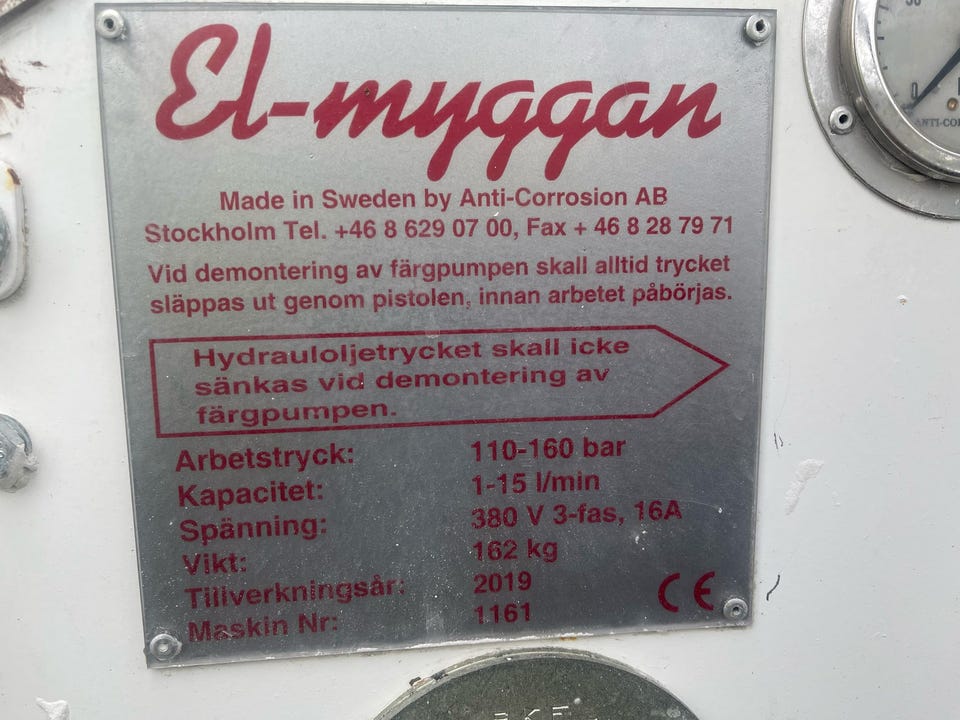 El-myggan
Made in Sweden by Anti-Corrosion AB
Stockholm Tel. +46 8 629 07 00, Fax + 46 8 28 79 71
Vid demontering av färgpumpen skall alltid trycket
släppas ut genom pistolen, innan arbetet påbörjas.
Hydrauloljetrycket skall icke
sänkas vid demontering av
färgpumpen.
Arbetstryck: 110-160 bar
Kapacitet: 1-15 l/min
Spänning: 380 V 3-fas, 16A
Vikt: 162 kg
Tillverkningsår: 2019
Maskin Nr: 1161
CE
0